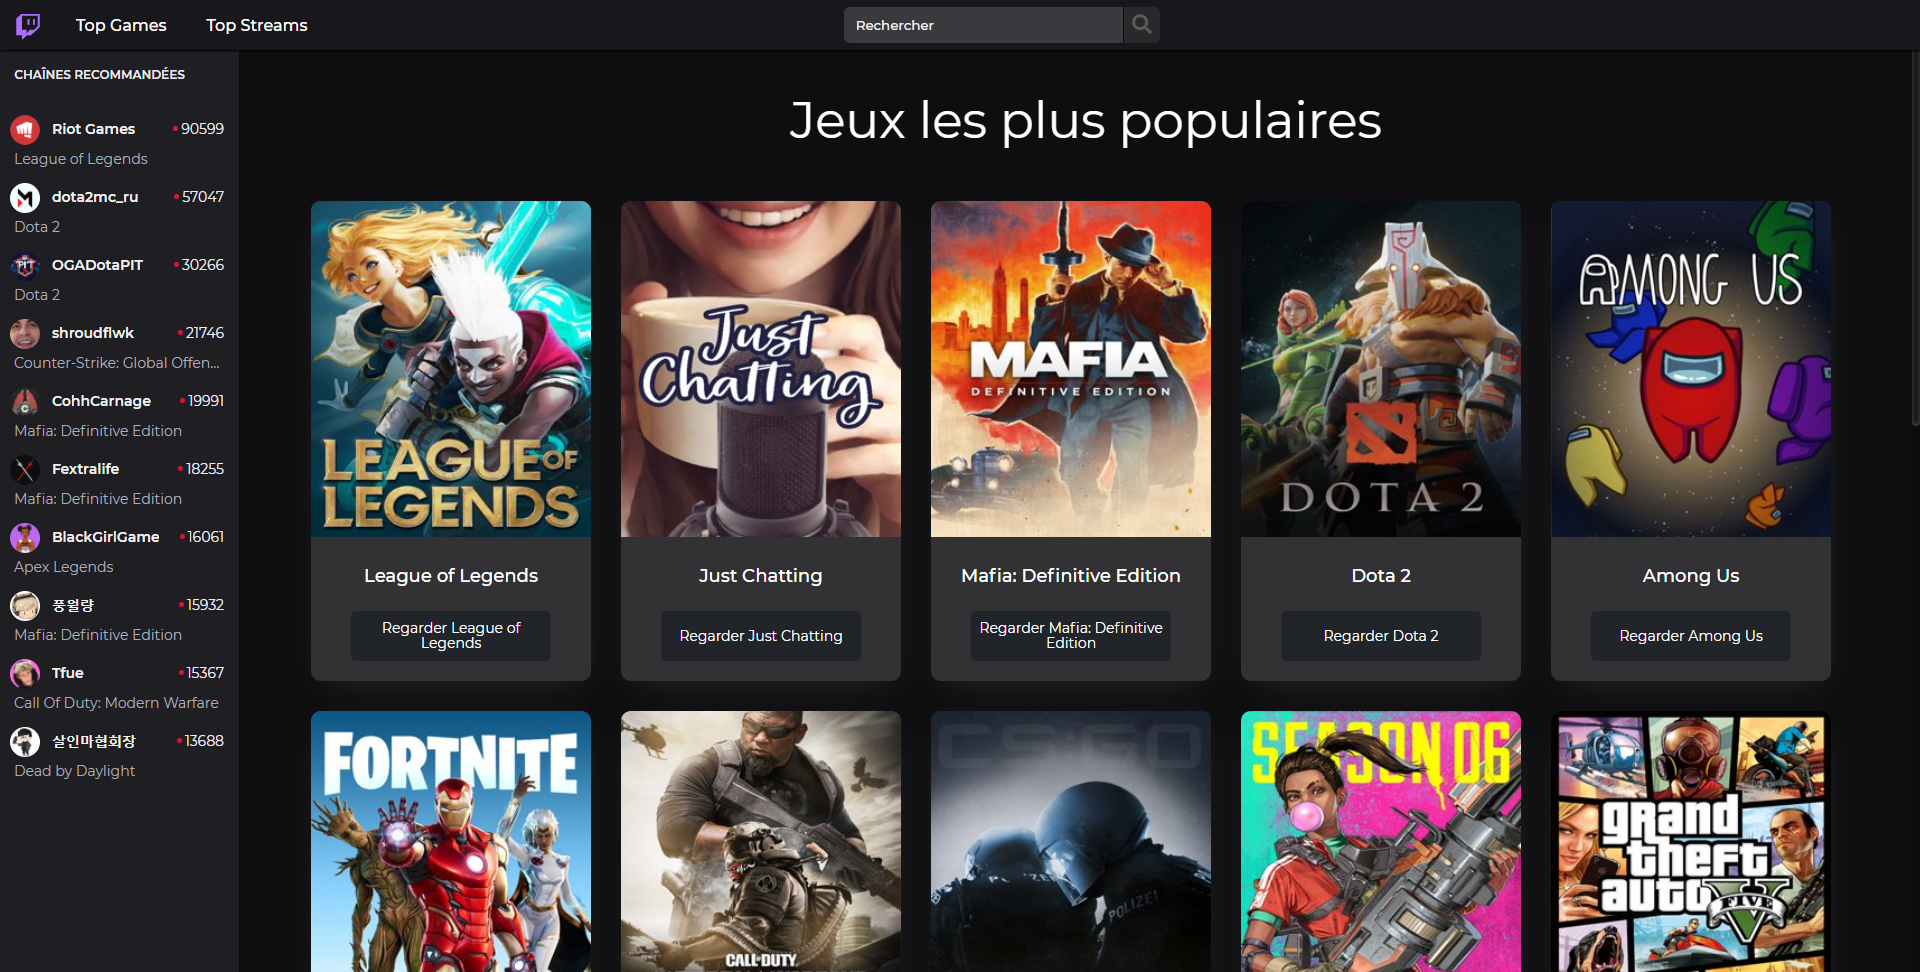 Top Games
Top Streams
Rechercher
CHAÎNES RECOMMANDÉES
Riot Games
90599
League of Legends
dota2mc_ru
57047
Dota 2
OGADotaPIT
30266
Dota 2
shroudflwk
21746
Counter-Strike: Global Offen...
CohhCarnage
19991
Mafia: Definitive Edition
Fextralife
18255
Mafia: Definitive Edition
BlackGirlGame
16061
Apex Legends
풍월량
15932
Mafia: Definitive Edition
Tfue
15367
Call Of Duty: Modern Warfare
살인마협회장
13688
Dead by Daylight
Jeux les plus populaires
LEAGUE OF
LEGENDS
League of Legends
Regarder League of
Legends
Just
Chatting
Just Chatting
Regarder Just Chatting
MAFIA
DEFINITIVE EDITION
Mafia: Definitive Edition
Regarder Mafia: Definitive
Edition
DOTA 2
Dota 2
Regarder Dota 2
AMONG US
Among Us
Regarder Among Us
FORTNITE
CALL OF DUTY
CS:GO
POLIZEI
SEASON 06
grand
theft
auto
FIVE